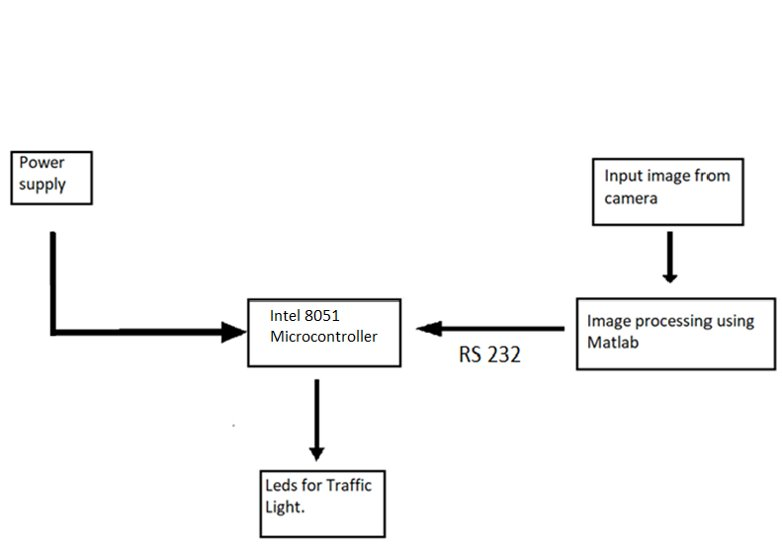 Power
supply
Input image from
camera
Intel 8051
Microcontroller
RS 232
Image processing using
Matlab
Leds for Traffic
Light.